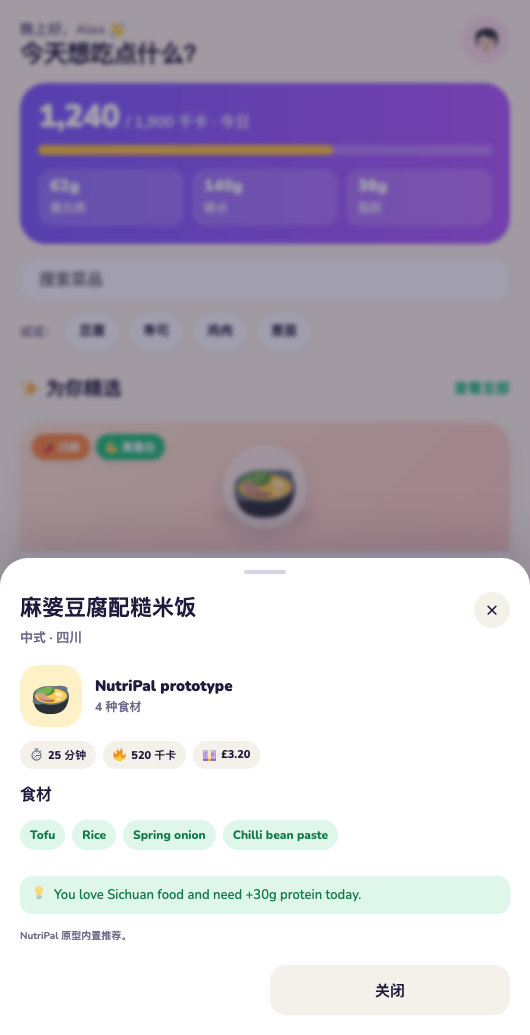 晚上好，Alex 👋
今天想吃点什么？
1,240 / 1,900 千卡 · 今日
62g
140g
38g
蛋白质
碳水
脂肪
搜索菜品
试试：
豆腐
寿司
鸡肉
意面
✨ 为你精选
查看全部
高蛋白
麻婆豆腐配糙米饭
中式 · 四川
NutriPal prototype
4 种食材
25 分钟
520 千卡
£3.20
食材
Tofu
Rice
Spring onion
Chilli bean paste
You love Sichuan food and need +30g protein today.
NutriPal 原型内置推荐。
关闭